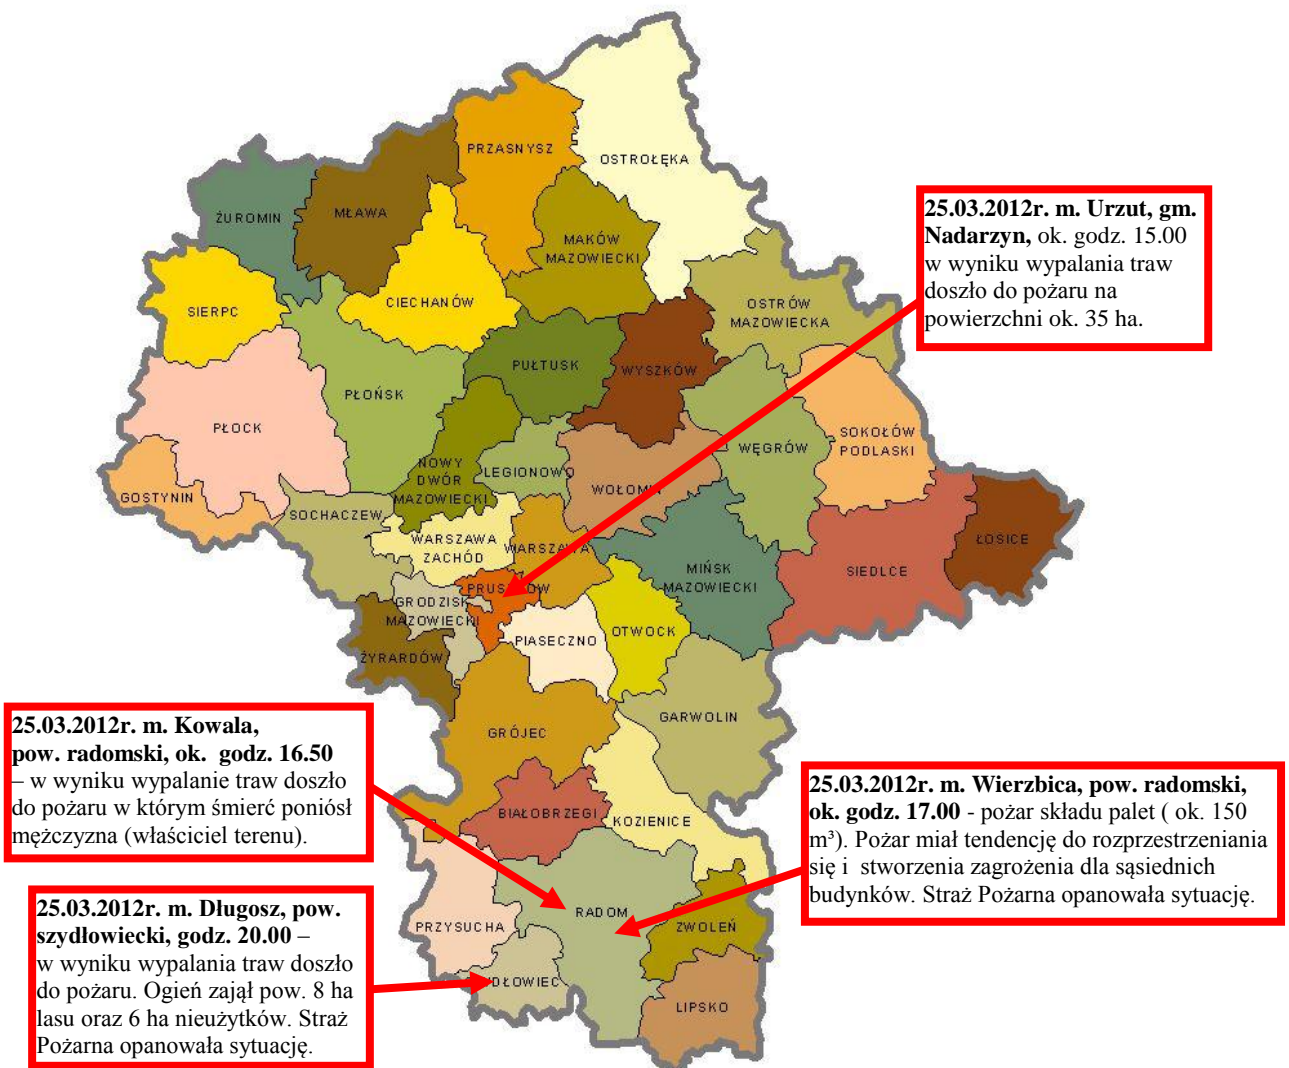 PRZASNYSZ
OSTROŁĘKA
ŻUROMIN
MŁAWA
MAKÓW
MAZOWIECKI
CIECHANÓW
SIERPC
OSTRÓW
MAZOWIECKA
25.03.2012r. m. Urzut, gm.
Nadarzyn, ok. godz. 15.00
w wyniku wypalania traw
doszło do pożaru na
powierzchni ok. 35 ha.
PUŁTUSK
WYSZKÓW
PŁOŃSK
PŁOCK
WĘGRÓW
SOKOŁÓW
PODLASKI
NOWY
DWÓR
MAZOWIECKI
LEGIONOWO
WOŁOMIN
GOSTYNIN
SOCHACZEW
WARSZAWA
ZACHÓD
WARSZAWA
MIŃSK
MAZOWIECKI
SIEDLCE
ŁOSICE
PRUSZKÓW
GRODZISK
MAZOWIECKI
PIASECZNO
OTWOCK
ŻYRARDÓW
GARWOLIN
GRÓJEC
25.03.2012r. m. Kowala,
pow. radomski, ok. godz. 16.50
– w wyniku wypalanie traw doszło
do pożaru w którym śmierć poniósł
mężczyzna (właściciel terenu).
BIAŁOBRZEGI
KOZIENICE
25.03.2012r. m. Wierzbica, pow. radomski,
ok. godz. 17.00 - pożar składu palet ( ok. 150
m³). Pożar miał tendencję do rozprzestrzeniania
się i stworzenia zagrożenia dla sąsiednich
budynków. Straż Pożarna opanowała sytuację.
25.03.2012r. m. Długosz, pow.
szydłowiecki, godz. 20.00 –
w wyniku wypalania traw doszło
do pożaru. Ogień zajął pow. 8 ha
lasu oraz 6 ha nieużytków. Straż
Pożarna opanowała sytuację.
PRZYSUCHA
RADOM
ZWOLEŃ
DŁOWIEC
LIPSKO